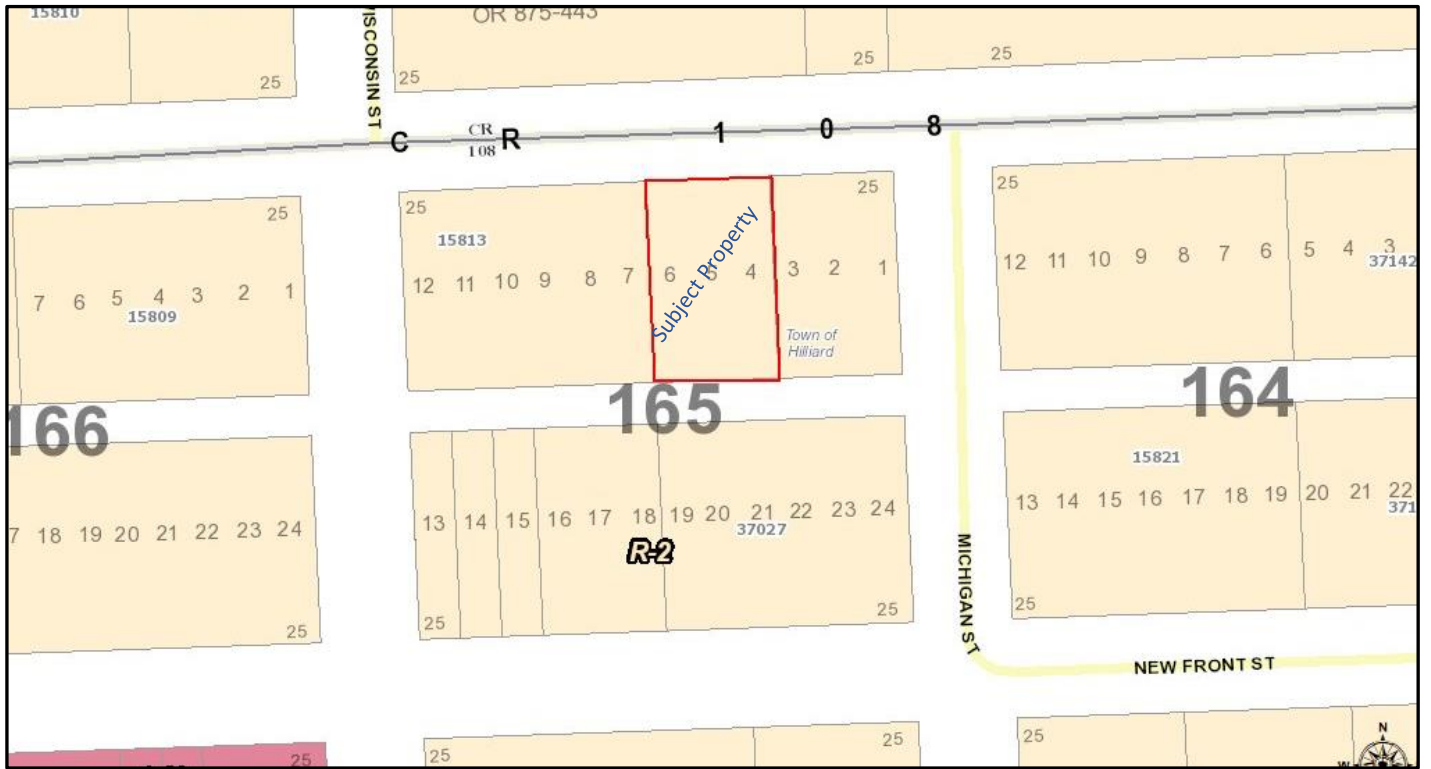 15810
OR 875-443
25
25
25
25
VISCONSIN ST
C R 1 0 8
CR
108
25
25
25
25
15813
15809
7 6 5 4 3 2 1
12 11 10 9 8 7 6 5 4 3 2 1
12 11 10 9 8 7 6 5 4 3
37142
Subject Property
Town of
Hilliard
166
165
164
15821
7 18 19 20 21 22 23 24
13 14 15 16 17 18 19 20 21 22 23 24
13 14 15 16 17 18 19 20 21 22
37027
371
R-2
MICHIGAN ST
25
25
25
25
NEW FRONT ST
25
25
25
25
N
W